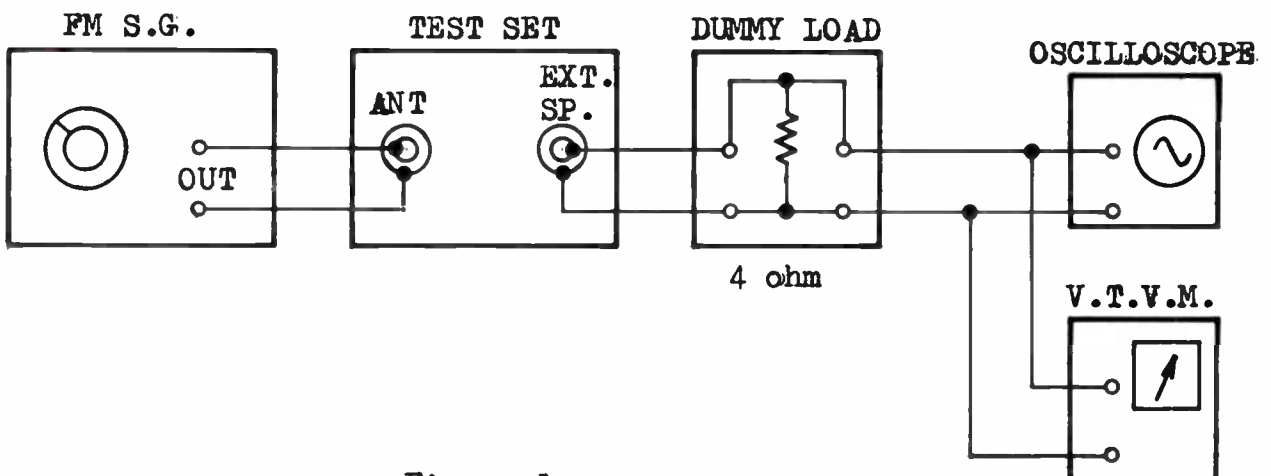 FM S.G.
TEST SET
DUMMY LOAD
OSCILLOSCOPE
ANT
EXT.
SP.
OUT
4 ohm
V.T.V.M.